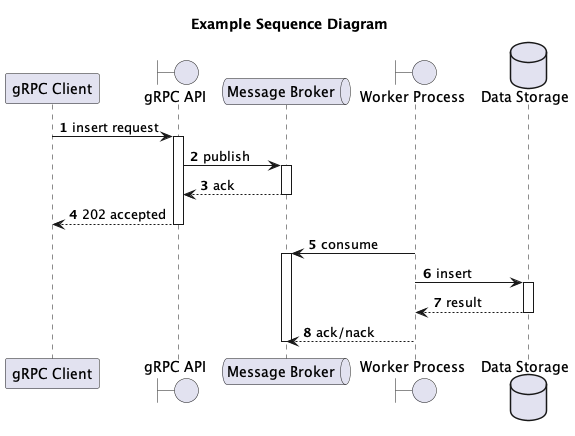 Example Sequence Diagram
gRPC Client
gRPC API
Message Broker
Worker Process
Data Storage
1 insert request
2 publish
3 ack
4 202 accepted
5 consume
6 insert
7 result
8 ack/nack
gRPC Client
gRPC API
Message Broker
Worker Process
Data Storage